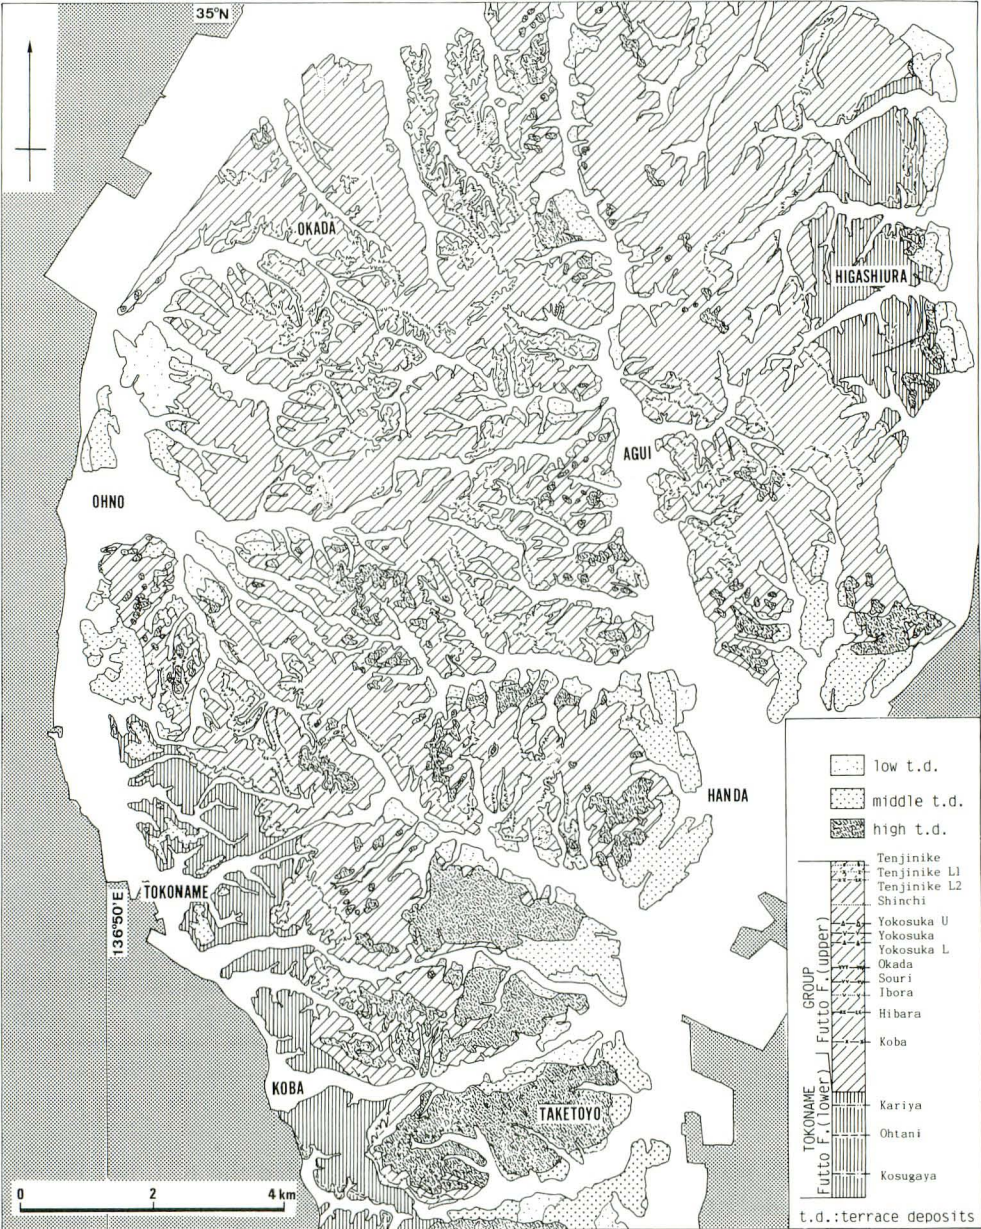 35°N
OKADA
HIGASHIURA
AGUI
OHNO
HANDA
TOKONAME
136°50'E
KOBA
TAKETOYO
0 2 4 km
low t.d.
middle t.d.
high t.d.
Tenjinike
Tenjinike L1
Tenjinike L2
Shinchi
Yokosuka U
Yokosuka
Yokosuka L
Okada
Souri
Ibora
Hibara
Koba
Kariya
Ohtani
Kosugaya
TOKONAME GROUP
Futto F.(lower) Futto F.(upper)
t.d.:terrace deposits